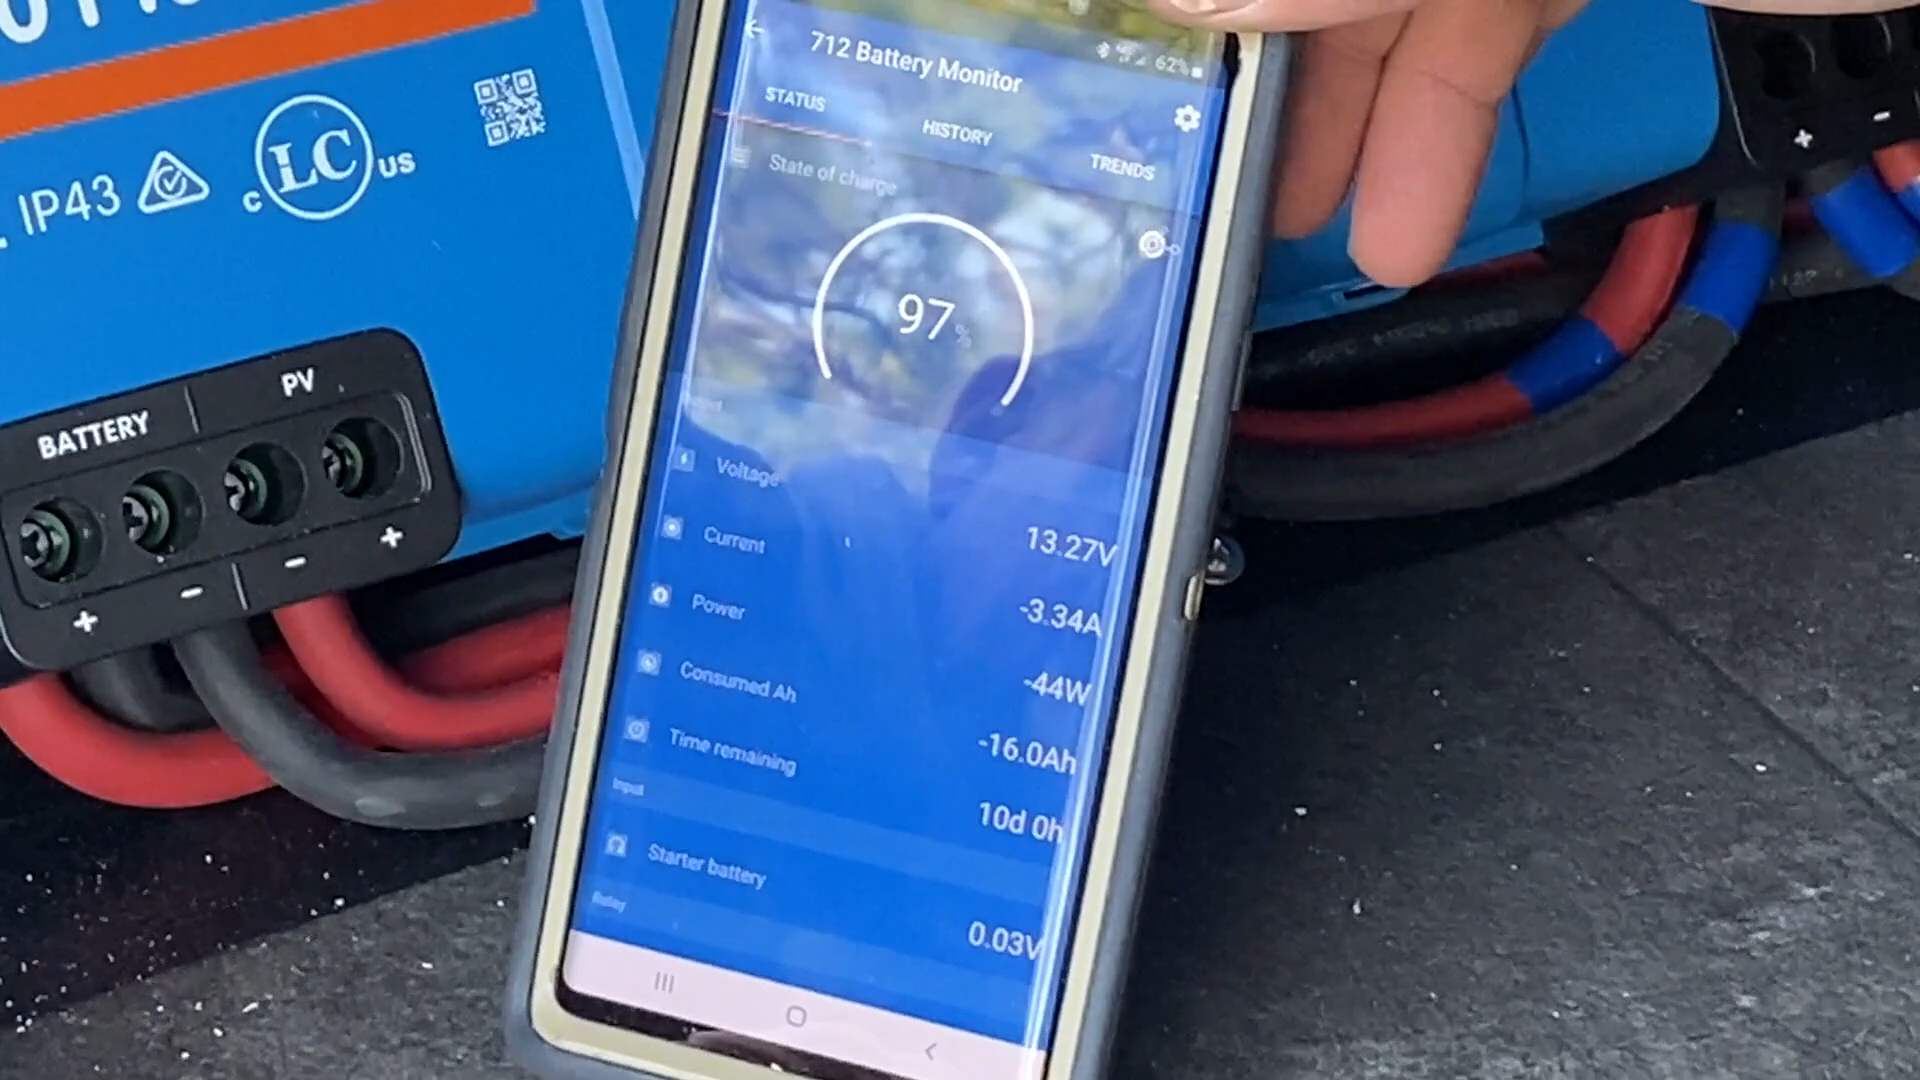 IP43
c LC US
BATTERY
PV
+
-
-
+
62%
712 Battery Monitor
STATUS
HISTORY
TRENDS
State of charge
97%
Voltage
13.27V
Current
-3.34A
Power
-44W
Consumed Ah
-16.0Ah
Time remaining
10d 0h
Input
Starter battery
0.03V
Relay
+
-